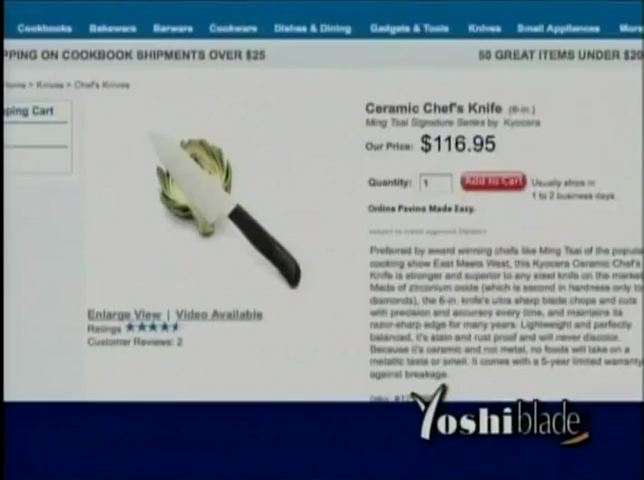 Cookbooks Bakeware Barware Cookware Dishes & Dining Gadgets & Tools Knives Small Appliances More
PPING ON COOKBOOK SHIPMENTS OVER $25 50 GREAT ITEMS UNDER $20
Home > Knives > Chef's Knives
pping Cart
Ceramic Chef's Knife (6-in.)
Ming Tsai Signature Series by Kyocera
Our Price: $116.95
Quantity: 1 Add to Cart Usually ships in
1 to 2 business days
Online Paying Made Easy.
Preferred by award winning chefs like Ming Tsai of the popula
cooking show East Meets West, this Kyocera Ceramic Chef's
Knife is stronger and superior to any steel knife on the market
Made of zirconium oxide (which is second in hardness only to
diamonds), the 6-in. knife's ultra sharp blade chops and cuts
with precision and accuracy every time, and maintains its
razor-sharp edge for many years. Lightweight and perfectly
balanced, it's stain and rust proof and will never discolor.
Because it's ceramic and not metal, no foods will take on a
metallic taste or smell. It comes with a 5-year limited warranty
against breakage.
Enlarge View | Video Available
Ratings
Customer Reviews: 2
Yoshiblade